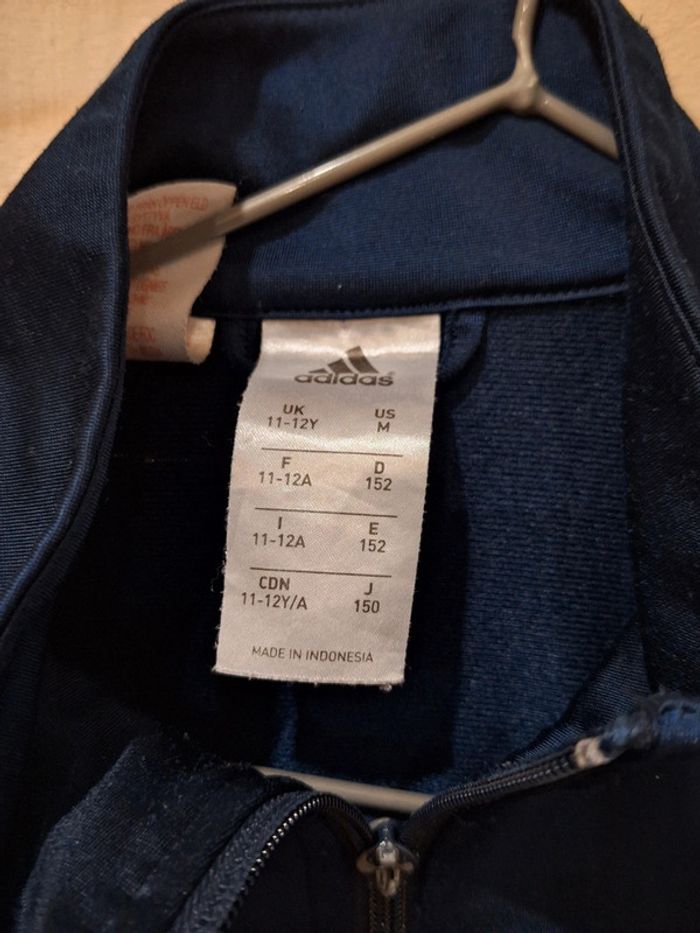 adidas
UK US
11-12Y M
F D
11-12A 152
I E
11-12A 152
CDN J
11-12Y/A 150
MADE IN INDONESIA